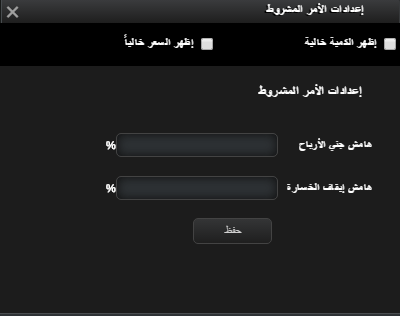 إعدادات الأمر المشروط
إظهر الكمية خالية
إظهر السعر خالياً
إعدادات الأمر المشروط
هامش جني الأرباح %
هامش إيقاف الخسارة %
حفظ